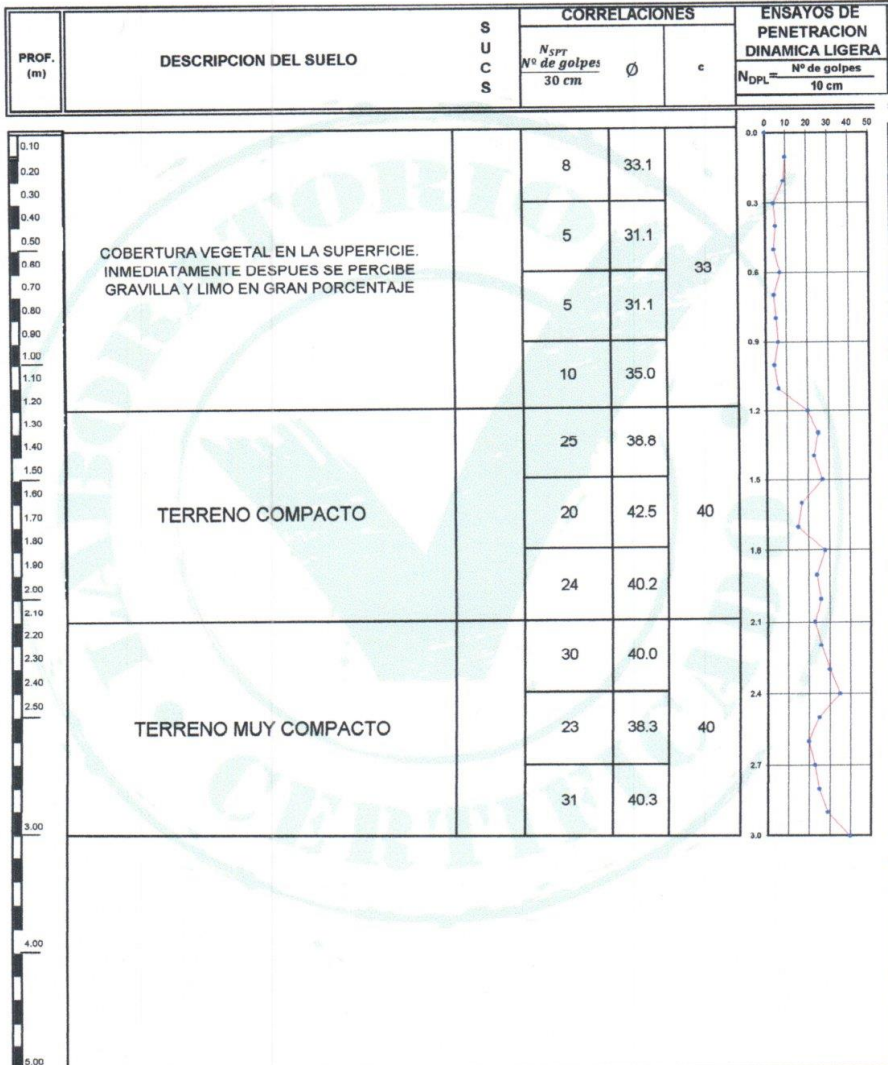 PROF.
(m)
DESCRIPCION DEL SUELO
S
U
C
S
CORRELACIONES
N_SPT
Nº de golpes
30 cm
Ø
c
ENSAYOS DE
PENETRACION
DINAMICA LIGERA
N_DPL= Nº de golpes
10 cm
0.10
0.20
0.30
0.40
0.50
0.60
0.70
0.80
0.90
1.00
1.10
1.20
1.30
1.40
1.50
1.60
1.70
1.80
1.90
2.00
2.10
2.20
2.30
2.40
2.50
3.00
4.00
5.00
COBERTURA VEGETAL EN LA SUPERFICIE.
INMEDIATAMENTE DESPUES SE PERCIBE
GRAVILLA Y LIMO EN GRAN PORCENTAJE
8 33.1
5 31.1
33
5 31.1
10 35.0
TERRENO COMPACTO
25 38.8
20 42.5 40
24 40.2
TERRENO MUY COMPACTO
30 40.0
23 38.3 40
31 40.3
0 10 20 30 40 50
0.0
0.3
0.6
0.9
1.2
1.5
1.8
2.1
2.4
2.7
3.0
LABORATORIO
CERTIFICADO